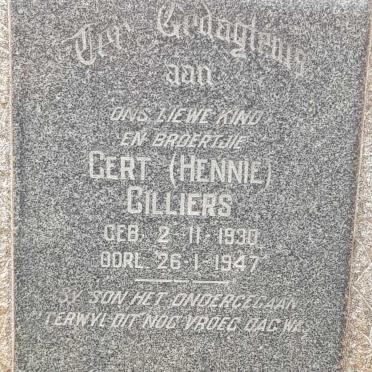 Ter Gedagtenis
aan
ONS LIEWE KIND
EN BROERTJIE
GERT (HENNIE)
CILLIERS
GEB. 2-11-1930
OORL. 26-1-1947
SY SON HET ONDERGEGAAN
TERWYL DIT NOG VROEG DAG WAS